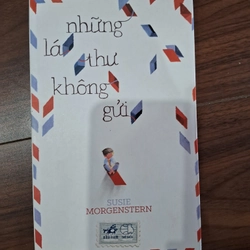 những
lá thư
không
gửi
SUSIE
MORGENSTERN